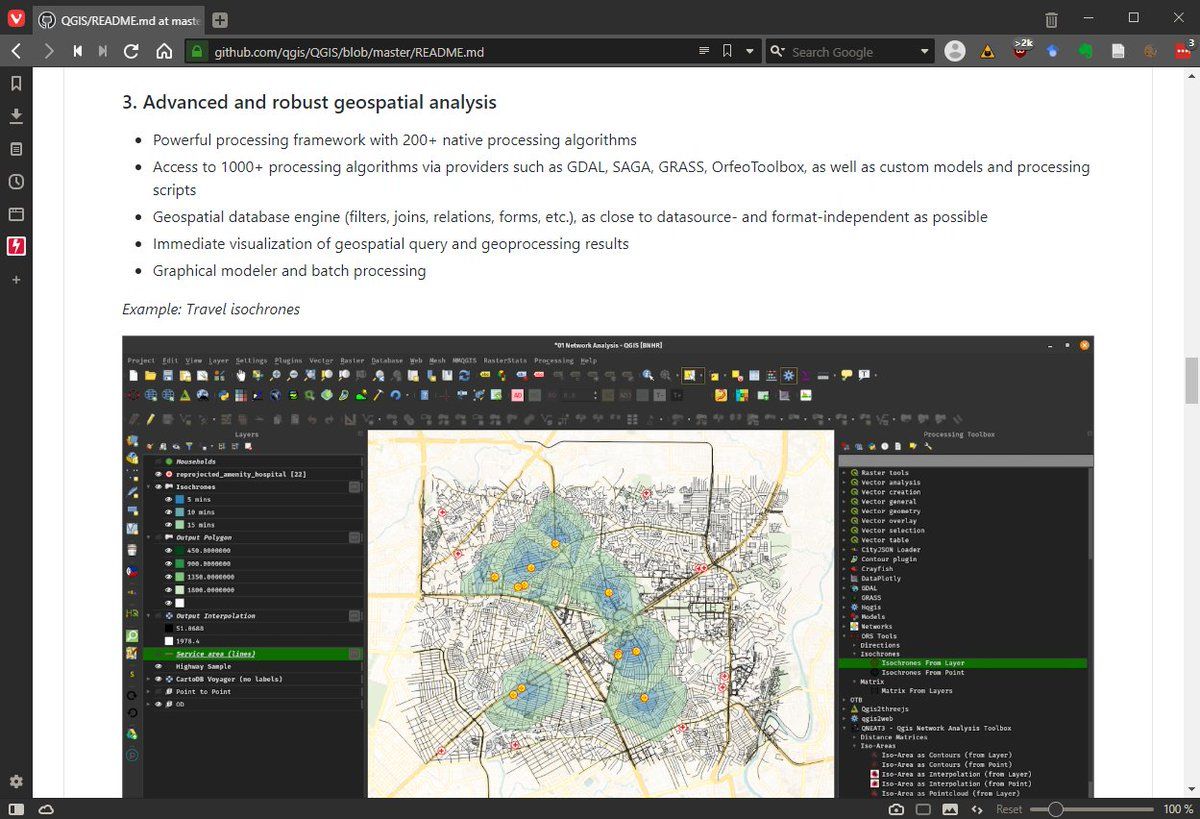 QGIS/README.md at maste
github.com/qgis/QGIS/blob/master/README.md
Search Google
>2k
3
3. Advanced and robust geospatial analysis
Powerful processing framework with 200+ native processing algorithms
Access to 1000+ processing algorithms via providers such as GDAL, SAGA, GRASS, OrfeoToolbox, as well as custom models and processing
scripts
Geospatial database engine (filters, joins, relations, forms, etc.), as close to datasource- and format-independent as possible
Immediate visualization of geospatial query and geoprocessing results
Graphical modeler and batch processing
Example: Travel isochrones
*01 Network Analysis - QGIS [BNHR]
Project Edit View Layer Settings Plugins Vector Raster Database Web Mesh MMQGIS RasterStats Processing Help
Layers
Households
reprojected_amenity_hospital [22]
Isochrones
5 mins
10 mins
15 mins
Output Polygon
450.0000000
900.0000000
1350.0000000
1800.0000000
Output Interpolation
51.0688
1978.4
Service area (lines)
Highway Sample
CartoDB Voyager (no labels)
Point to Point
OD
Processing Toolbox
Raster tools
Vector analysis
Vector creation
Vector general
Vector geometry
Vector overlay
Vector selection
Vector table
CityJSON Loader
Contour plugin
Crayfish
DataPlotly
GDAL
GRASS
Hqgis
Models
Networks
ORS Tools
Directions
Isochrones
Isochrones From Layer
Isochrones From Point
Matrix
Matrix From Layers
OTB
Qgis2threejs
qgis2web
QNEAT3 - Qgis Network Analysis Toolbox
Distance Matrices
Iso-Areas
Iso-Area as Contours (from Layer)
Iso-Area as Contours (from Point)
Iso-Area as Interpolation (from Layer)
Iso-Area as Interpolation (from Point)
Iso-Area as Pointcloud (from Layer)
Reset
100 %